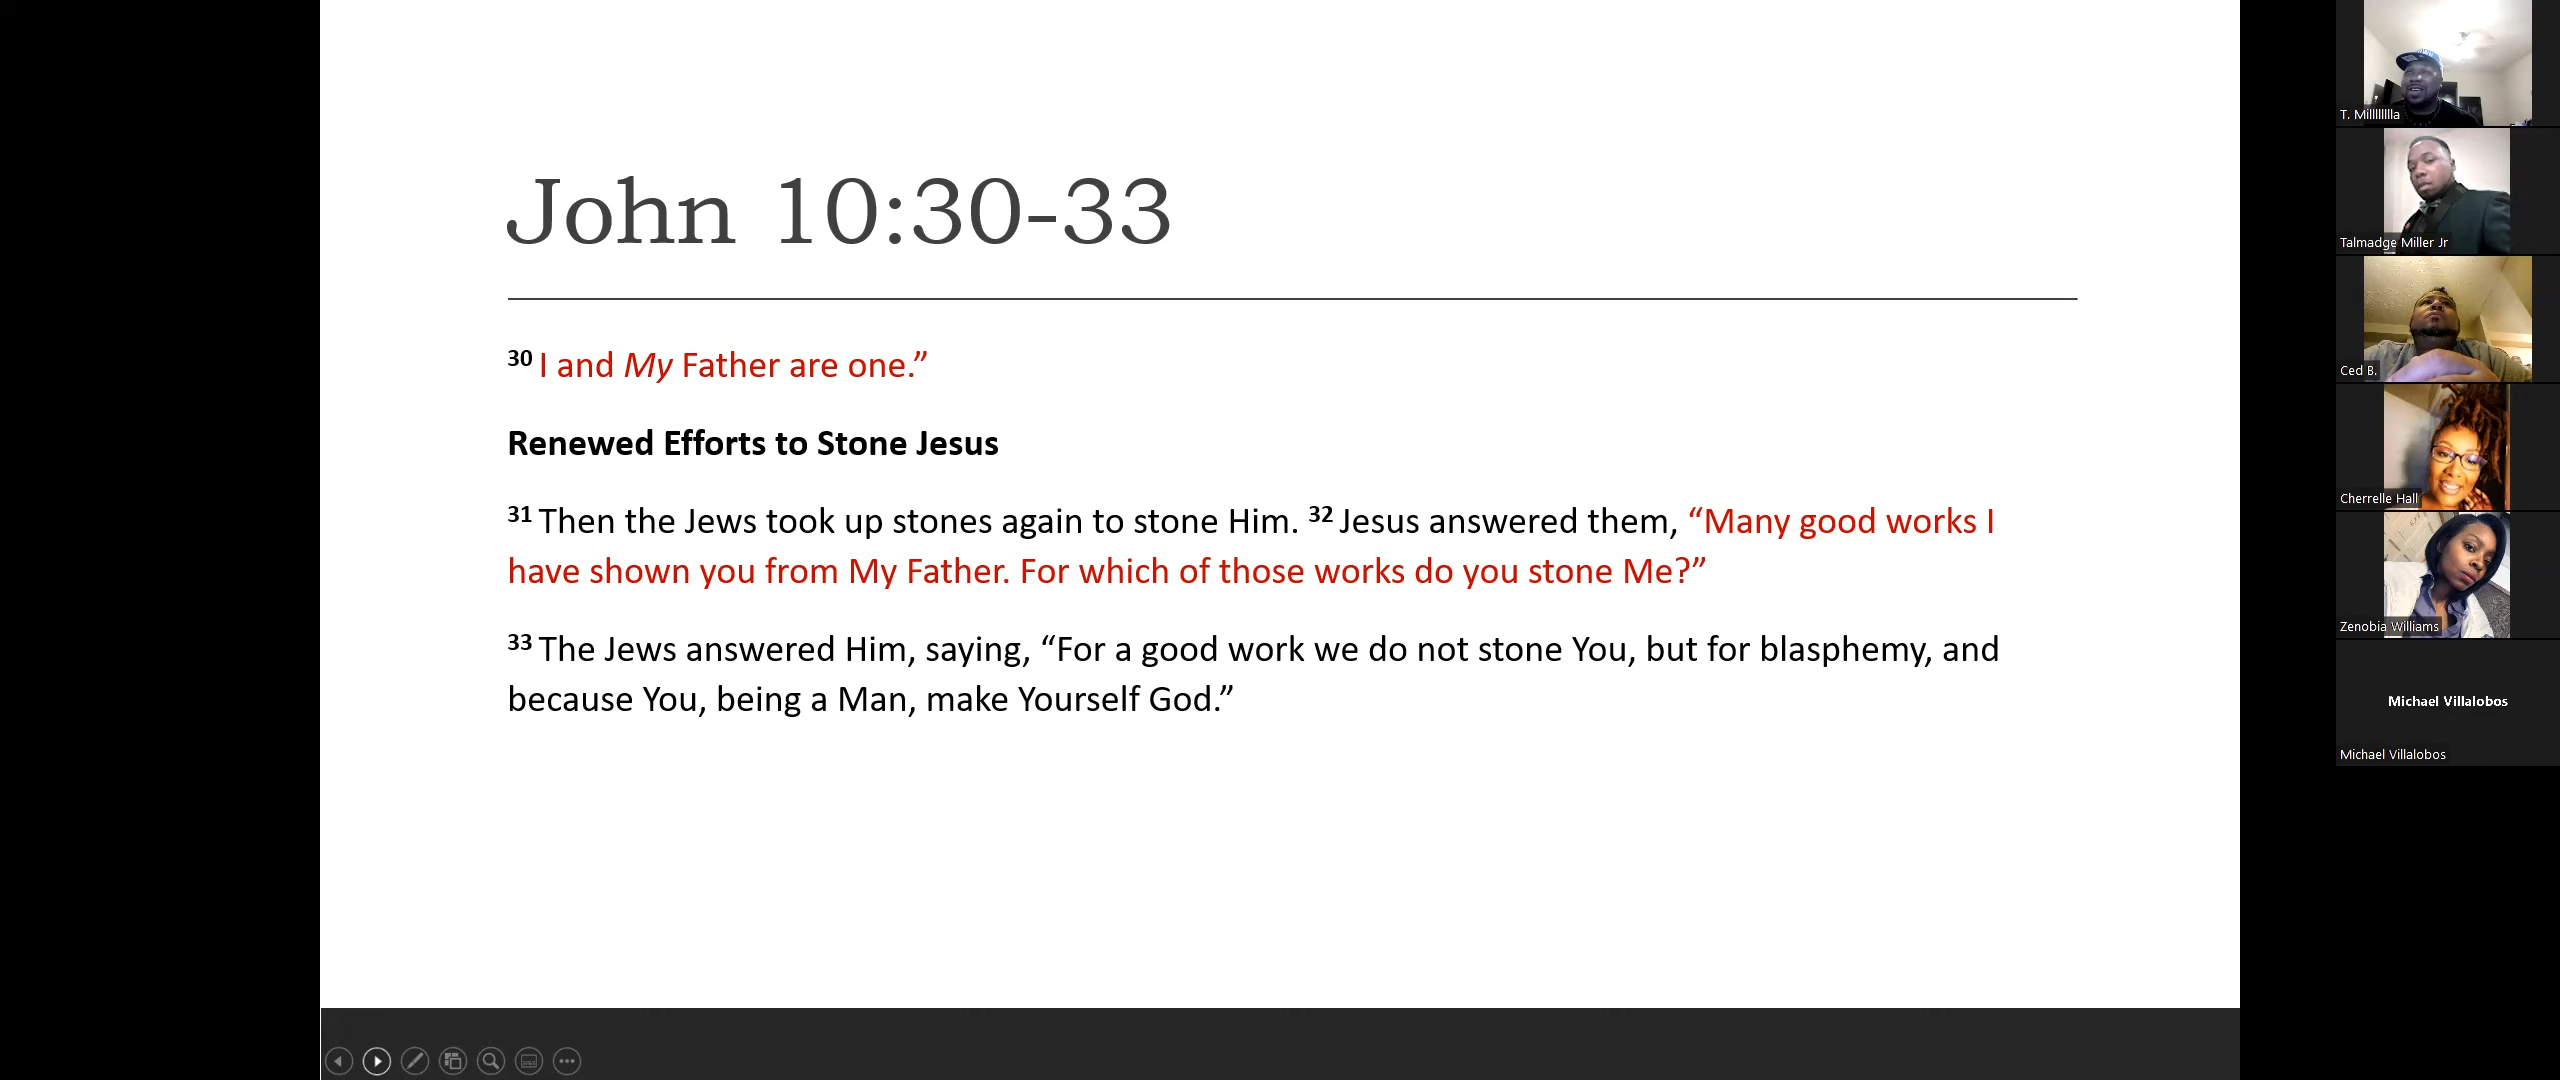 John 10:30-33
30 I and My Father are one.”
Renewed Efforts to Stone Jesus
31 Then the Jews took up stones again to stone Him. 32 Jesus answered them, “Many good works I
have shown you from My Father. For which of those works do you stone Me?”
33 The Jews answered Him, saying, “For a good work we do not stone You, but for blasphemy, and
because You, being a Man, make Yourself God.”
T. Millllllla
Talmadge Miller Jr
Ced B.
Cherrelle Hall
Zenobia Williams
Michael Villalobos
Michael Villalobos